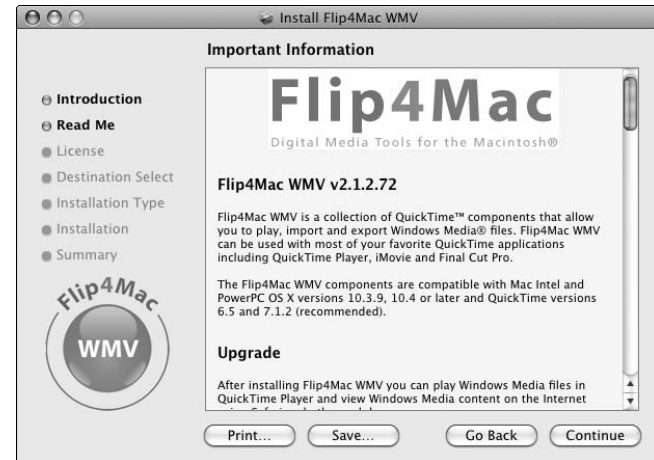 Install Flip4Mac WMV
Important Information
Introduction
Read Me
License
Destination Select
Installation Type
Installation
Summary
Flip4Mac
WMV
Flip4Mac
Digital Media Tools for the Macintosh®
Flip4Mac WMV v2.1.2.72
Flip4Mac WMV is a collection of QuickTime™ components that allow
you to play, import and export Windows Media® files. Flip4Mac WMV
can be used with most of your favorite QuickTime applications
including QuickTime Player, iMovie and Final Cut Pro.
The Flip4Mac WMV components are compatible with Mac Intel and
PowerPC OS X versions 10.3.9, 10.4 or later and QuickTime versions
6.5 and 7.1.2 (recommended).
Upgrade
After installing Flip4Mac WMV you can play Windows Media files in
QuickTime Player and view Windows Media content on the Internet
Print...
Save...
Go Back
Continue